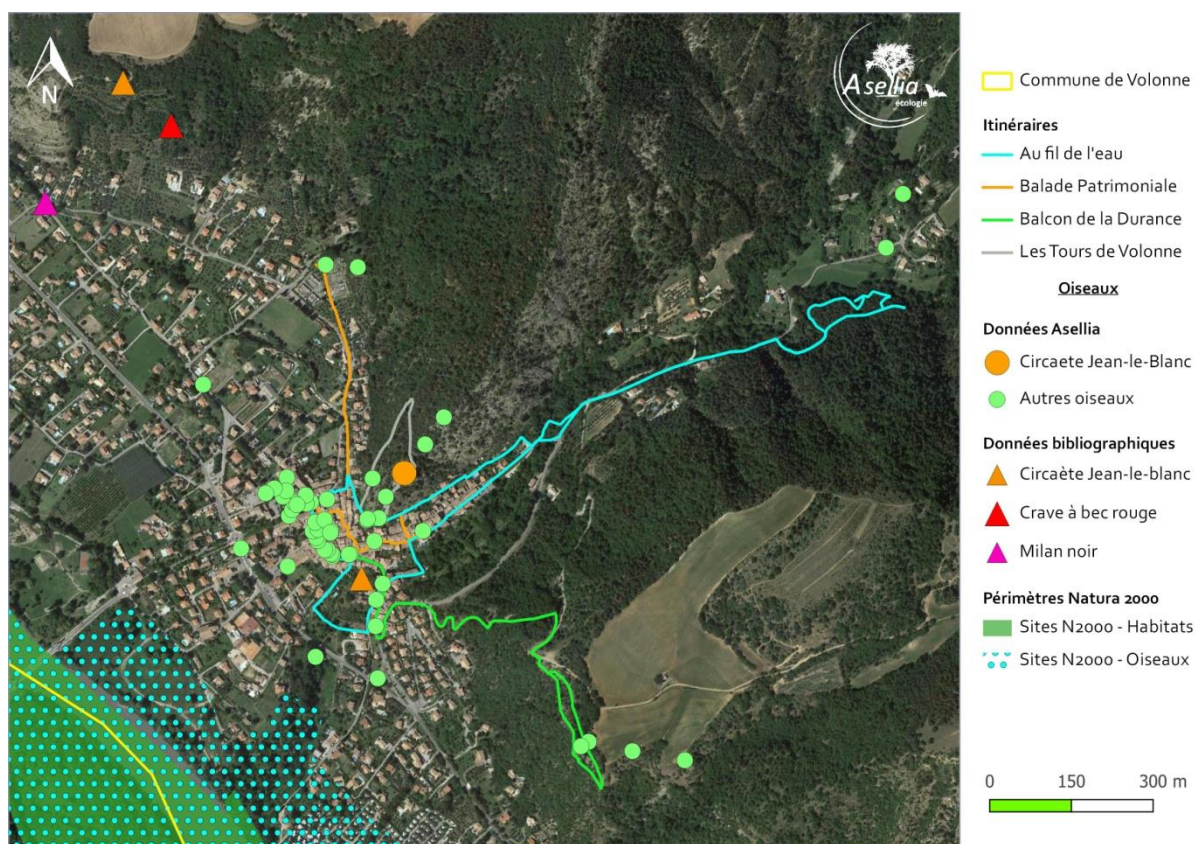 N
Asellia
écologie
Commune de Volonne
Itinéraires
Au fil de l'eau
Balade Patrimoniale
Balcon de la Durance
Les Tours de Volonne
Oiseaux
Données Asellia
Circaete Jean-le-Blanc
Autres oiseaux
Données bibliographiques
Circaète Jean-le-blanc
Crave à bec rouge
Milan noir
Périmètres Natura 2000
Sites N2000 - Habitats
Sites N2000 - Oiseaux
0 150 300 m